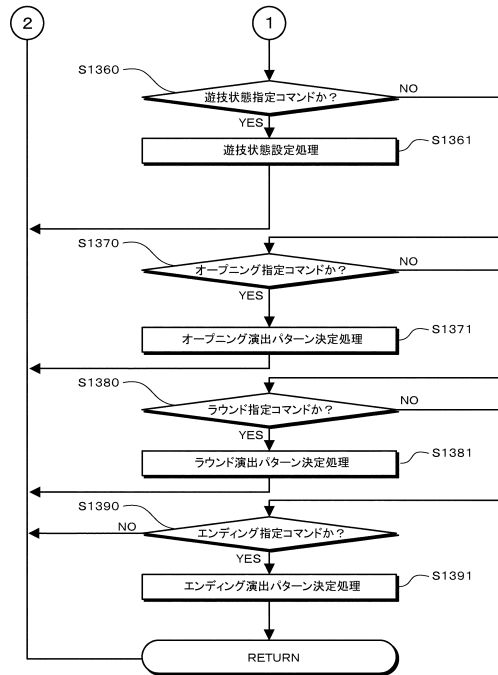 2
1
S1360
遊技状態指定コマンドか？
NO
YES
遊技状態設定処理
S1361
S1370
オープニング指定コマンドか？
NO
YES
オープニング演出パターン決定処理
S1371
S1380
ラウンド指定コマンドか？
NO
YES
ラウンド演出パターン決定処理
S1381
S1390
NO
エンディング指定コマンドか？
YES
エンディング演出パターン決定処理
S1391
RETURN